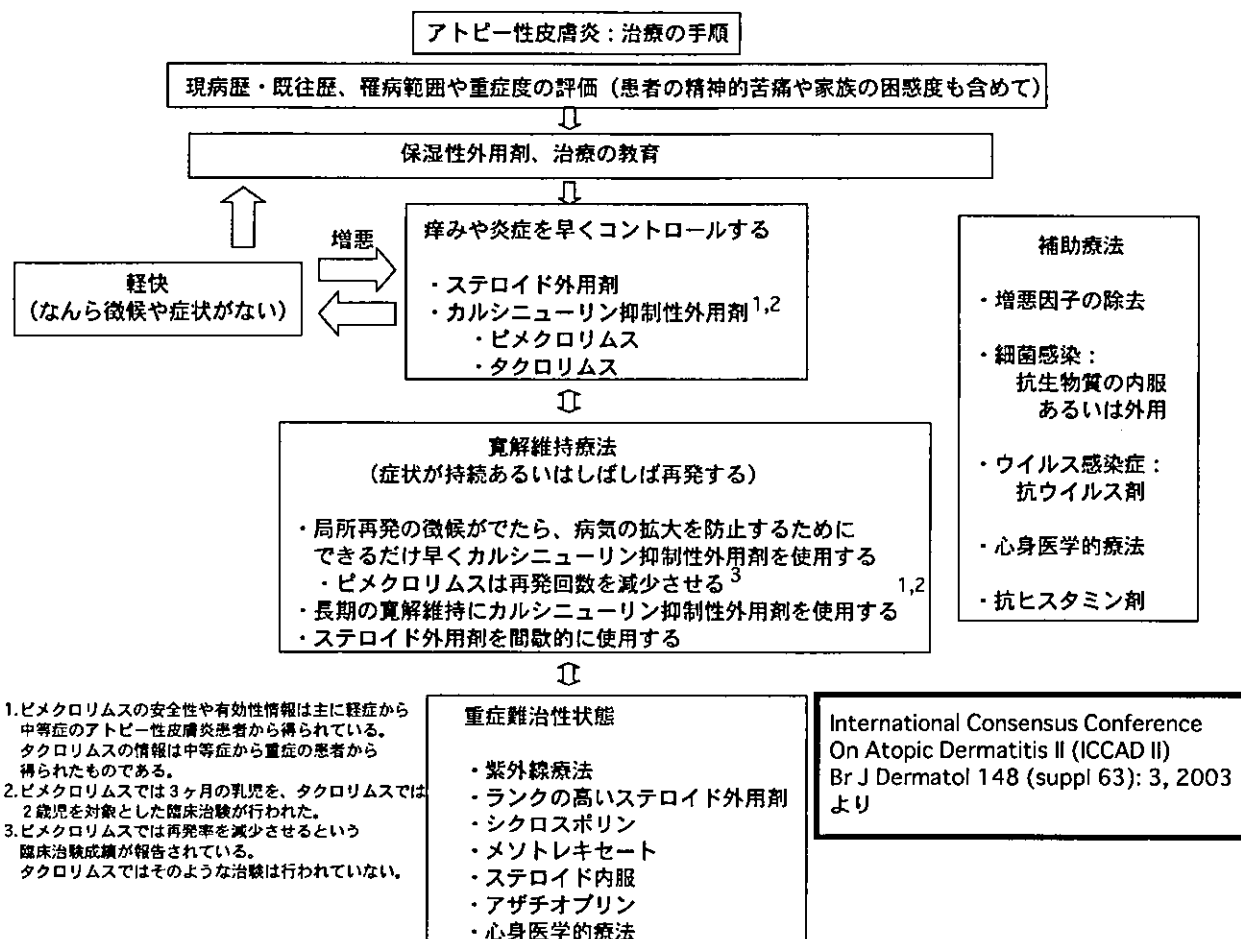 アトピー性皮膚炎：治療の手順
現病歴・既往歴、罹病範囲や重症度の評価（患者の精神的苦痛や家族の困惑度も含めて）
保湿性外用剤、治療の教育
増悪
軽快
（なんら徴候や症状がない）
痒みや炎症を早くコントロールする
・ステロイド外用剤
・カルシニューリン抑制性外用剤1,2
・ピメクロリムス
・タクロリムス
補助療法
・増悪因子の除去
・細菌感染：
抗生物質の内服
あるいは外用
・ウイルス感染症：
抗ウイルス剤
・心身医学的療法
・抗ヒスタミン剤
寛解維持療法
（症状が持続あるいはしばしば再発する）
・局所再発の徴候がでたら、病気の拡大を防止するために
できるだけ早くカルシニューリン抑制性外用剤を使用する
・ピメクロリムスは再発回数を減少させる3
・長期の寛解維持にカルシニューリン抑制性外用剤を使用する1,2
・ステロイド外用剤を間歇的に使用する
1.ピメクロリムスの安全性や有効性情報は主に軽症から
中等症のアトピー性皮膚炎患者から得られている。
タクロリムスの情報は中等症から重症の患者から
得られたものである。
2.ピメクロリムスでは３ヶ月の乳児を、タクロリムスでは
２歳児を対象とした臨床治験が行われた。
3.ピメクロリムスでは再発率を減少させるという
臨床治験成績が報告されている。
タクロリムスではそのような治験は行われていない。
重症難治性状態
・紫外線療法
・ランクの高いステロイド外用剤
・シクロスポリン
・メソトレキセート
・ステロイド内服
・アザチオプリン
・心身医学的療法
International Consensus Conference
On Atopic Dermatitis II (ICCAD II)
Br J Dermatol 148 (suppl 63): 3, 2003
より